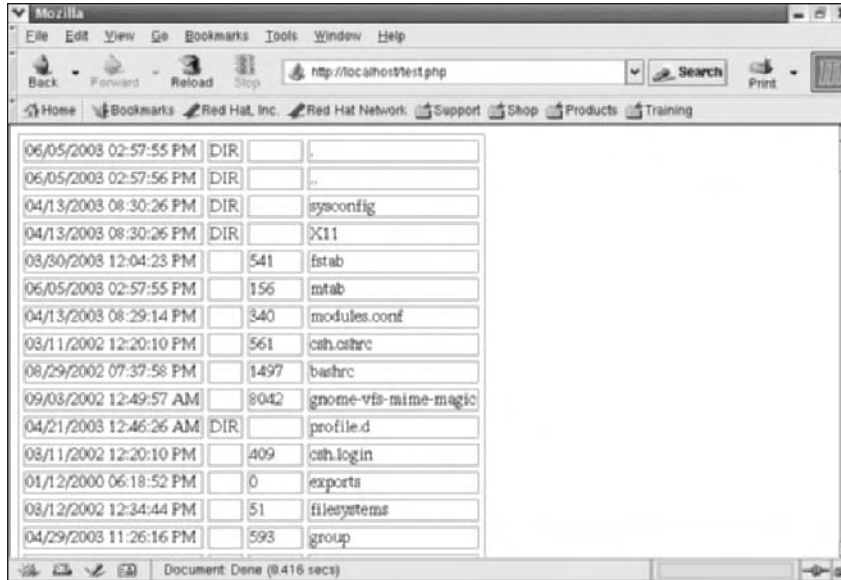 Mozilla
File Edit View Go Bookmarks Tools Window Help
Back Forward Reload Stop http://localhost/test.php Search Print
Home Bookmarks Red Hat, Inc. Red Hat Network Support Shop Products Training
06/05/2003 02:57:55 PM DIR .
06/05/2003 02:57:56 PM DIR ..
04/13/2003 08:30:26 PM DIR sysconfig
04/13/2003 08:30:26 PM DIR X11
03/30/2003 12:04:23 PM 541 fstab
06/05/2003 02:57:55 PM 156 mtab
04/13/2003 08:29:14 PM 340 modules.conf
03/11/2002 12:20:10 PM 561 csh.cshrc
08/29/2002 07:37:58 PM 1497 bashrc
09/03/2002 12:49:57 AM 8042 gnome-vfs-mime-magic
04/21/2003 12:46:26 AM DIR profile.d
03/11/2002 12:20:10 PM 409 csh.login
01/12/2000 06:18:52 PM 0 exports
03/12/2002 12:34:44 PM 51 filesystems
04/29/2003 11:26:16 PM 593 group
Document: Done (0.416 secs)